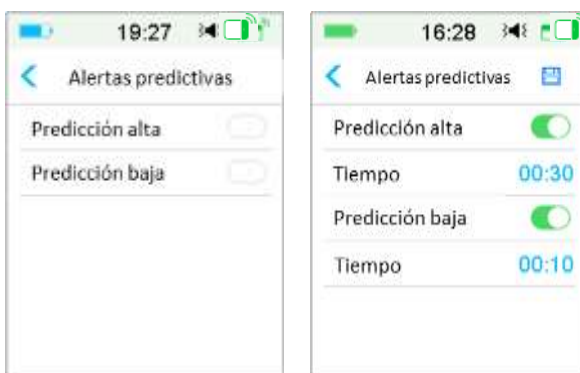 19:27
Alertas predictivas
Predicción alta
Predicción baja
16:28
Alertas predictivas
Predicción alta
Tiempo 00:30
Predicción baja
Tiempo 00:10